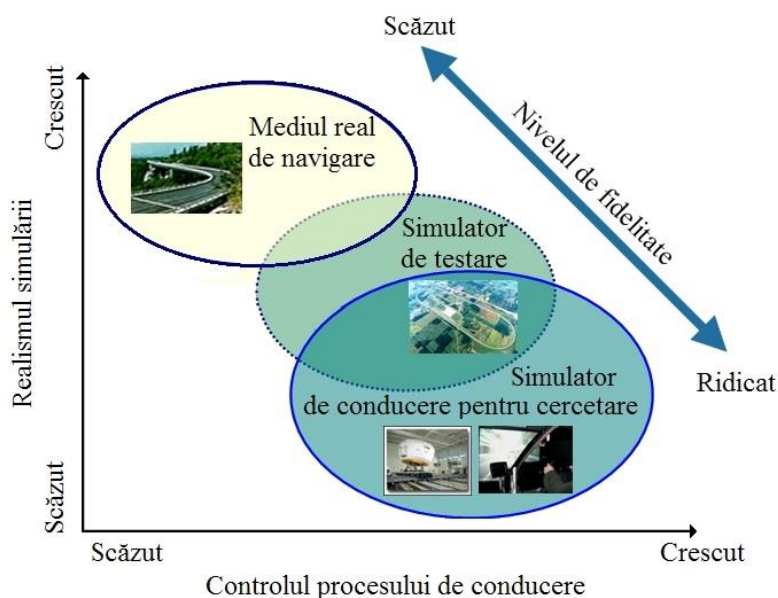 Scăzut
Crescut
Mediul real
de navigare
Nivelul de fidelitate
Realismul simulării
Simulator
de testare
Simulator
de conducere pentru cercetare
Ridicat
Scăzut
Scăzut
Crescut
Controlul procesului de conducere